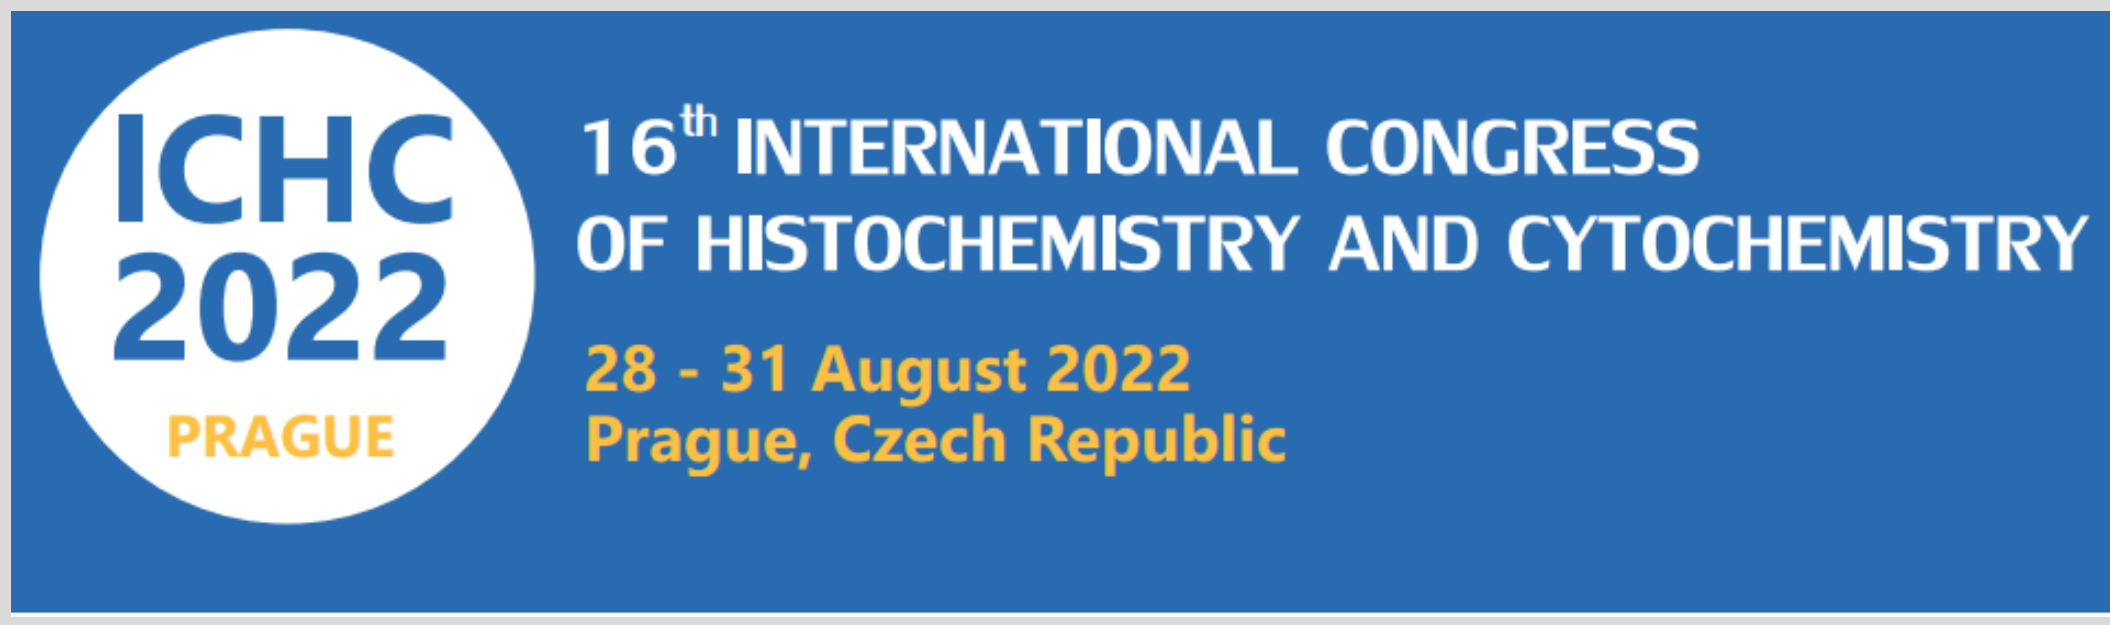 ICHC
2022
PRAGUE
16th INTERNATIONAL CONGRESS
OF HISTOCHEMISTRY AND CYTOCHEMISTRY
28 - 31 August 2022
Prague, Czech Republic